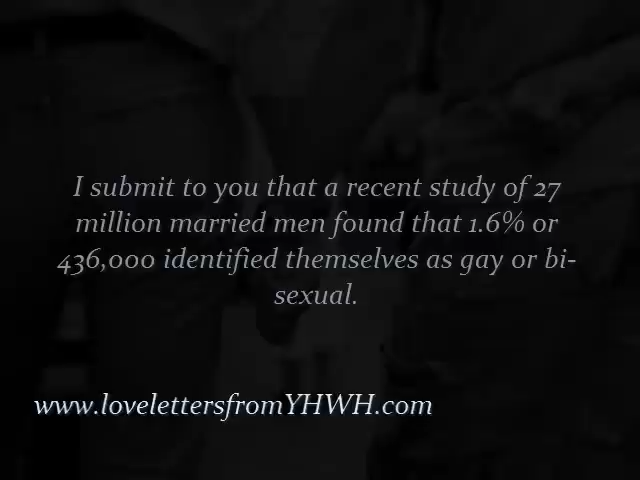 I submit to you that a recent study of 27
million married men found that 1.6% or
436,000 identified themselves as gay or bi-
sexual.
www.lovelettersfromYHWH.com